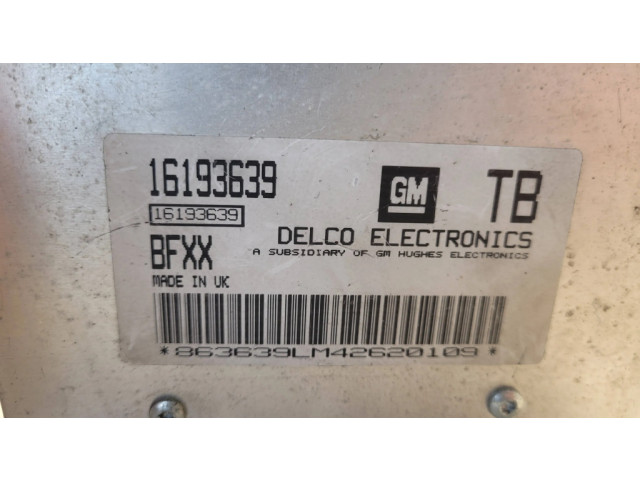 16193639
16193639
GM
TB
DELCO ELECTRONICS
A SUBSIDIARY OF GM HUGHES ELECTRONICS
BFXX
MADE IN UK
*863639LM42620109*